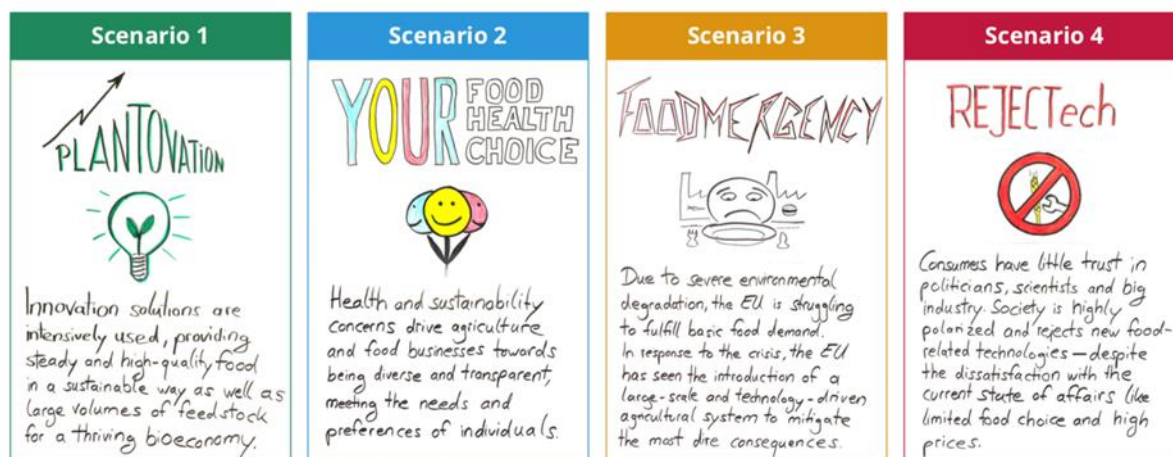 Scenario 1
PLANTOVATION
Innovation solutions are
intensively used, providing
steady and high-quality food
in a sustainable way as well as
large volumes of feedstock
for a thriving bioeconomy.
Scenario 2
YOUR FOOD
HEALTH
CHOICE
Health and sustainability
concerns drive agriculture
and food businesses towards
being diverse and transparent,
meeting the needs and
preferences of individuals.
Scenario 3
FOODMERGENCY
Due to severe environmental
degradation, the EU is struggling
to fulfill basic food demand.
In response to the crisis, the EU
has seen the introduction of a
large-scale and technology-driven
agricultural system to mitigate
the most dire consequences.
Scenario 4
REJECTech
Consumers have little trust in
politicians, scientists and big
industry. Society is highly
polarized and rejects new food-
related technologies — despite
the dissatisfaction with the
current state of affairs like
limited food choice and high
prices.